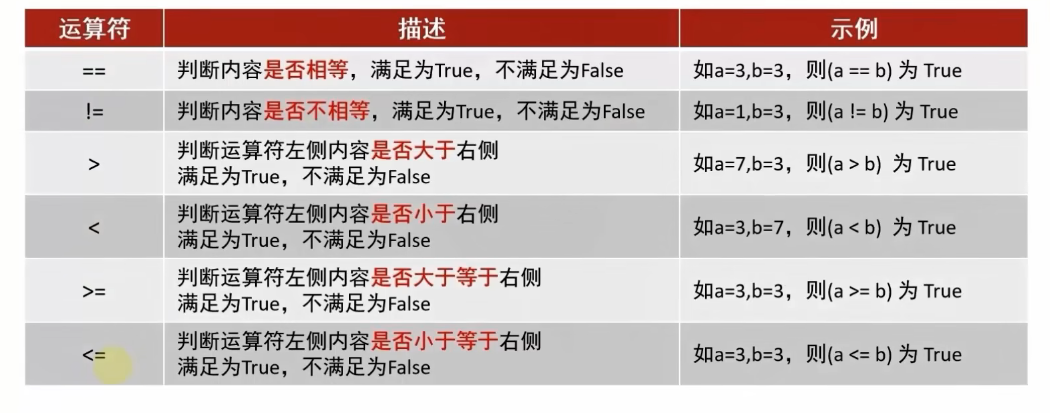 运算符 描述 示例
== 判断内容是否相等，满足为True，不满足为False 如a=3,b=3，则(a == b) 为 True
!= 判断内容是否不相等，满足为True，不满足为False 如a=1,b=3，则(a != b) 为 True
> 判断运算符左侧内容是否大于右侧 如a=7,b=3，则(a > b) 为 True
满足为True，不满足为False
< 判断运算符左侧内容是否小于右侧 如a=3,b=7，则(a < b) 为 True
满足为True，不满足为False
>= 判断运算符左侧内容是否大于等于右侧 如a=3,b=3，则(a >= b) 为 True
满足为True，不满足为False
<= 判断运算符左侧内容是否小于等于右侧 如a=3,b=3，则(a <= b) 为 True
满足为True，不满足为False